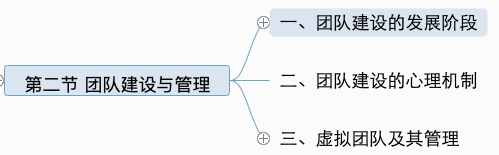 一、团队建设的发展阶段
第二节 团队建设与管理
二、团队建设的心理机制
三、虚拟团队及其管理